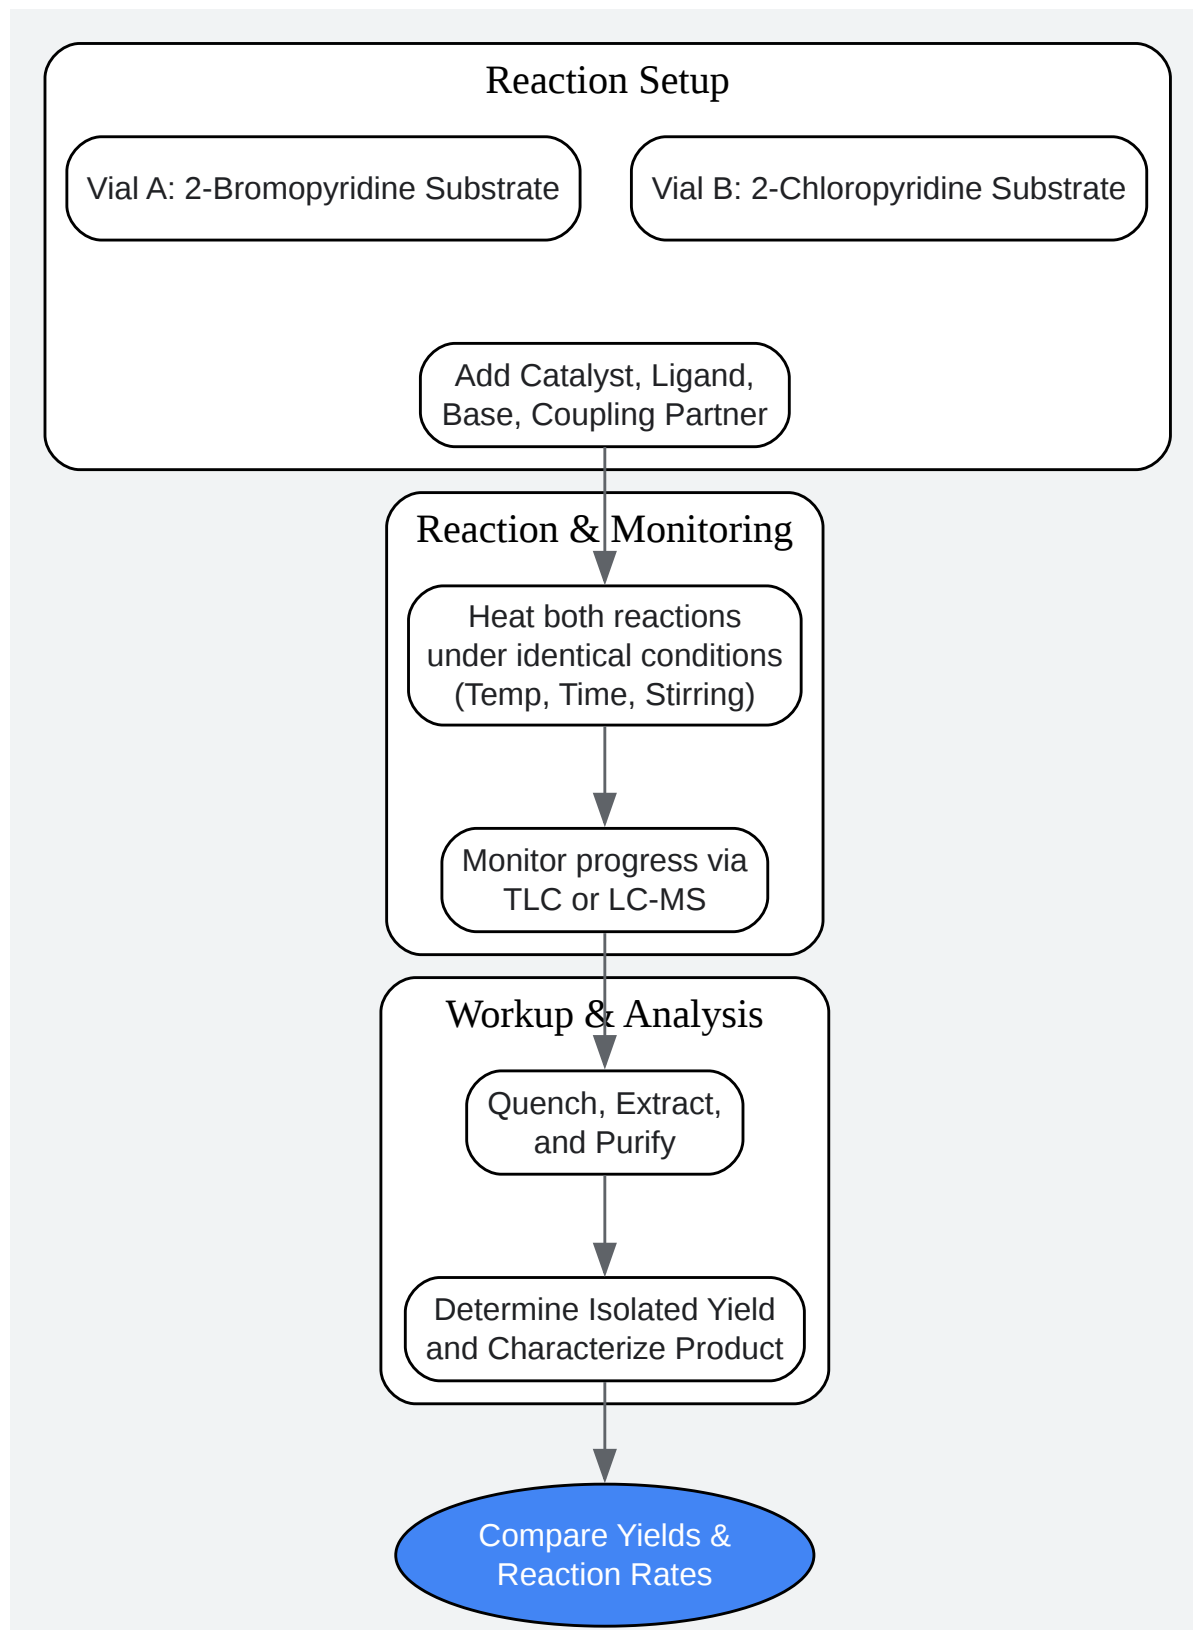 Reaction Setup
Vial A: 2-Bromopyridine Substrate
Vial B: 2-Chloropyridine Substrate
Add Catalyst, Ligand,
Base, Coupling Partner
Reaction & Monitoring
Heat both reactions
under identical conditions
(Temp, Time, Stirring)
Monitor progress via
TLC or LC-MS
Workup & Analysis
Quench, Extract,
and Purify
Determine Isolated Yield
and Characterize Product
Compare Yields &
Reaction Rates